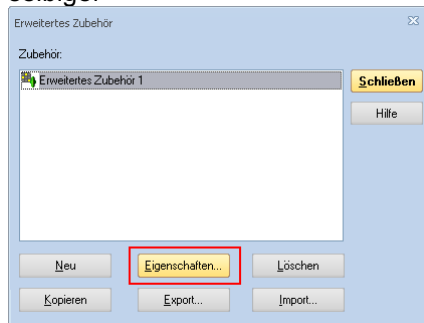 Erweitertes Zubehör
Zubehör:
Erweitertes Zubehör 1
Schließen
Hilfe
Neu
Eigenschaften...
Löschen
Kopieren
Export...
Import...